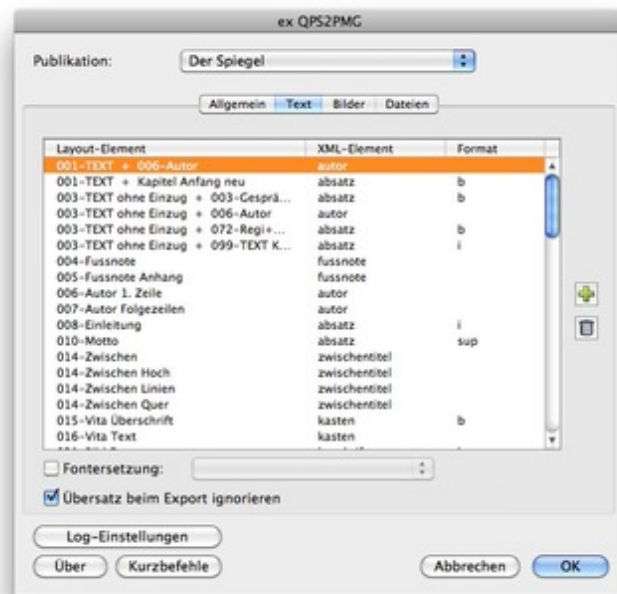 ex QPS2PMG
Publikation: Der Spiegel
Allgemein Text Bilder Dateien
Layout-Element XML-Element Format
001-TEXT + 006-Autor autor
001-TEXT + Kapitel Anfang neu absatz b
003-TEXT ohne Einzug + 003-Gesprä... absatz b
003-TEXT ohne Einzug + 006-Autor autor
003-TEXT ohne Einzug + 072-Regi+... absatz b
003-TEXT ohne Einzug + 099-TEXT K... absatz i
004-Fussnote fussnote
005-Fussnote Anhang fussnote
006-Autor 1. Zeile autor
007-Autor Folgezeilen autor
008-Einleitung absatz i
010-Motto absatz sup
014-Zwischen zwischentitel
014-Zwischen Hoch zwischentitel
014-Zwischen Linien zwischentitel
014-Zwischen Quer zwischentitel
015-Vita Überschrift kasten b
016-Vita Text kasten
Fontersetzung:
Übersatz beim Export ignorieren
Log-Einstellungen
Über Kurzbefehle Abbrechen OK